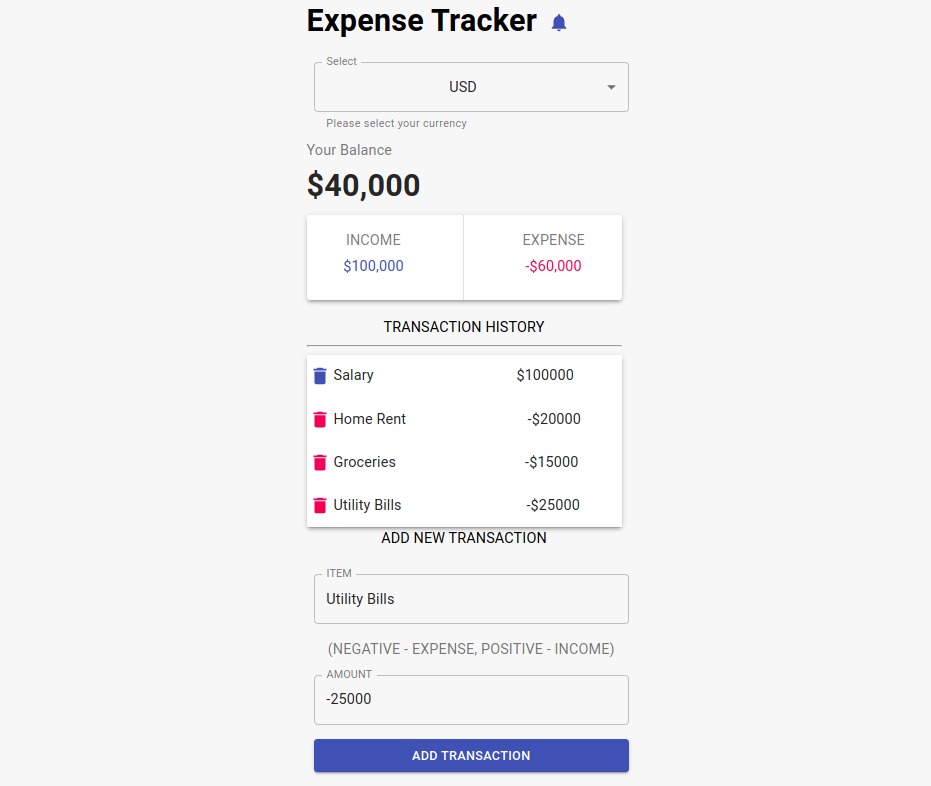 Expense Tracker
Select
USD
Please select your currency
Your Balance
$40,000
INCOME EXPENSE
$100,000 -$60,000
TRANSACTION HISTORY
Salary $100000
Home Rent -$20000
Groceries -$15000
Utility Bills -$25000
ADD NEW TRANSACTION
ITEM
Utility Bills
(NEGATIVE - EXPENSE, POSITIVE - INCOME)
AMOUNT
-25000
ADD TRANSACTION